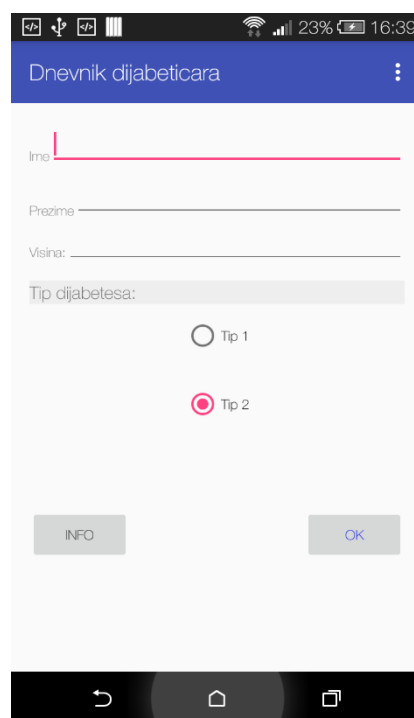 23% 16:39
Dnevnik dijabeticara
Ime
Prezime
Visina:
Tip dijabetesa:
Tip 1
Tip 2
INFO OK